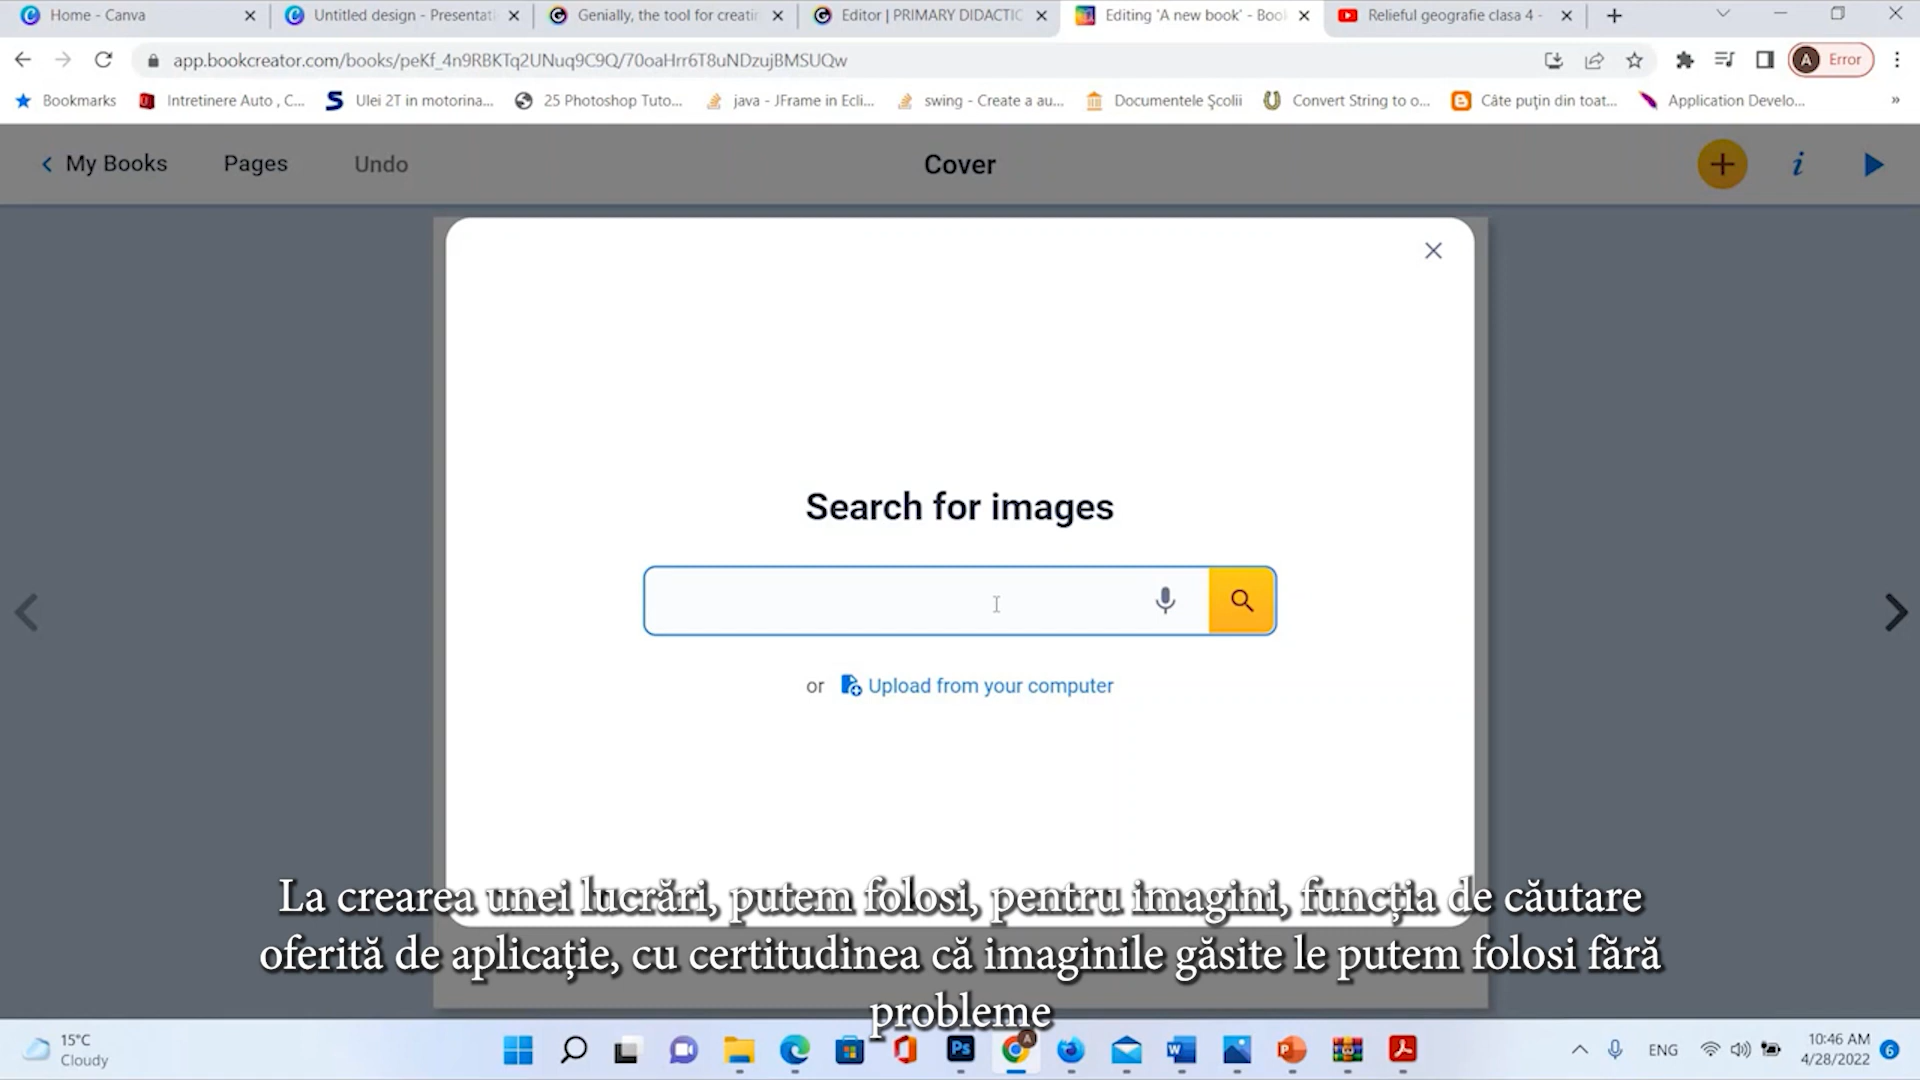 Home - Canva
Untitled design - Presentati
Genially, the tool for creatin
Editor | PRIMARY DIDACTIC
Editing 'A new book' - Boo
Relieful geografie clasa 4 -
app.bookcreator.com/books/peKf_4n9RBKTq2UNuq9C9Q/70oaHrr6T8uNDzujBMSUQw
A Error
Bookmarks
Intretinere Auto , C...
Ulei 2T in motorina...
25 Photoshop Tuto...
java - JFrame in Ecli...
swing - Create a au...
Documentele Şcolii
Convert String to o...
Câte puţin din toat...
Application Develo...
»
My Books
Pages
Undo
Cover
Search for images
or Upload from your computer
La crearea unei lucrări, putem folosi, pentru imagini, funcția de căutare
oferită de aplicație, cu certitudinea că imaginile găsite le putem folosi fără
probleme
15°C
Cloudy
ENG
10:46 AM
4/28/2022
6